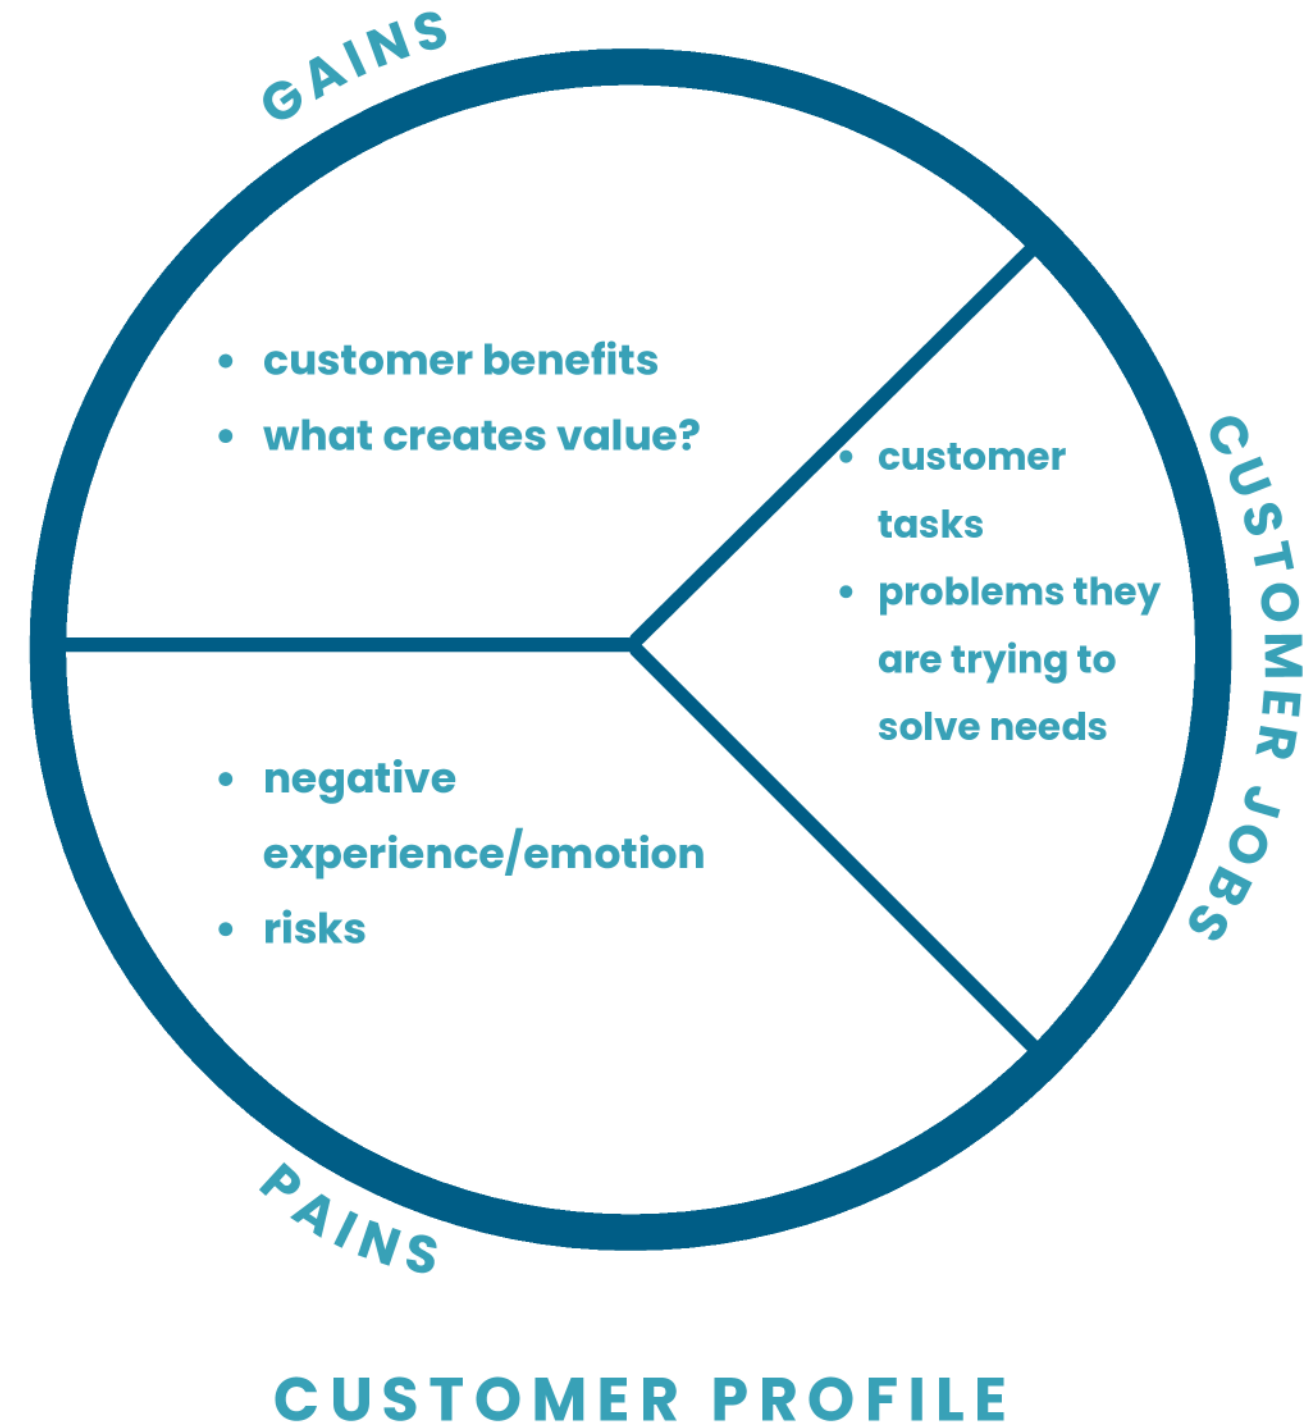 GAINS
• customer benefits
• what creates value?
CUSTOMER JOBS
• customer
tasks
• problems they
are trying to
solve needs
• negative
experience/emotion
• risks
PAINS
CUSTOMER PROFILE